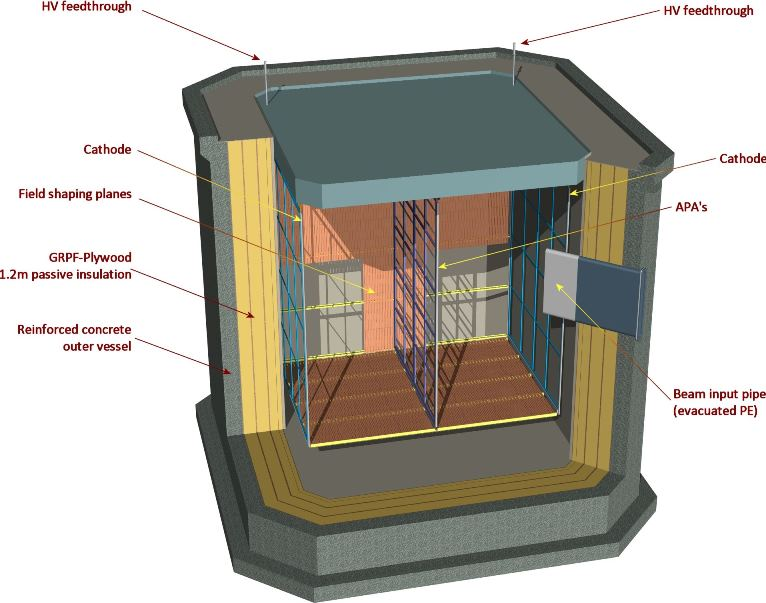 HV feedthrough
HV feedthrough
Cathode
Cathode
Field shaping planes
APA's
GRPF-Plywood
1.2m passive insulation
Reinforced concrete
outer vessel
Beam input pipe
(evacuated PE)